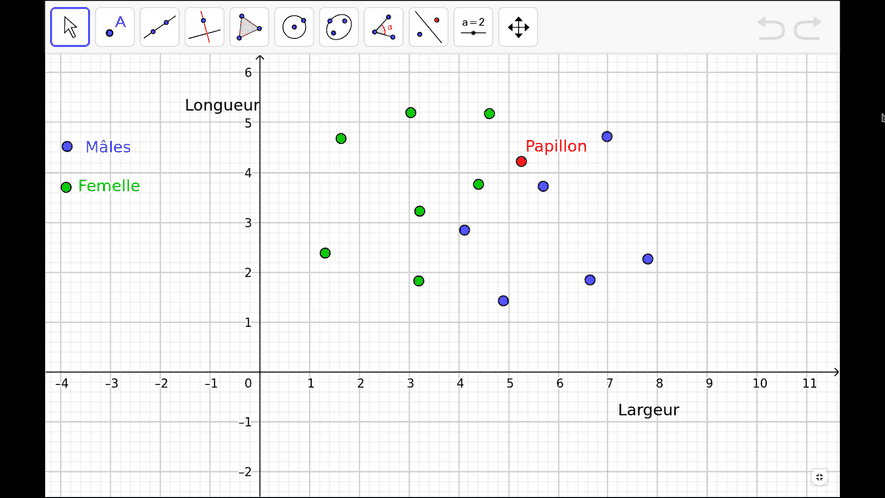 A
α
a=2
6
Longueur
5
Mâles
Papillon
4
Femelle
3
2
1
–4 –3 –2 –1 0 1 2 3 4 5 6 7 8 9 10 11
Largeur
–1
–2